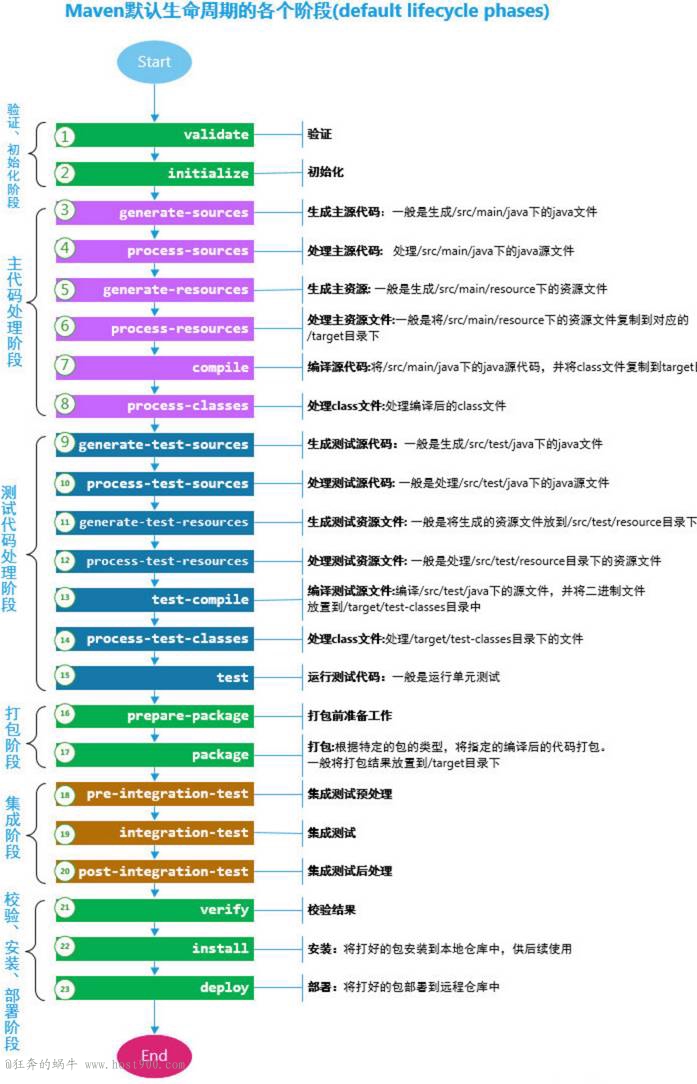 Maven默认生命周期的各个阶段(default lifecycle phases)
Start
验证、初始化阶段
1 validate 验证
2 initialize 初始化
主代码处理阶段
3 generate-sources 生成主源代码：一般是生成/src/main/java下的java文件
4 process-sources 处理主源代码: 处理/src/main/java下的java源文件
5 generate-resources 生成主资源: 一般是生成/src/main/resource下的资源文件
6 process-resources 处理主资源文件:一般是将/src/main/resource下的资源文件复制到对应的
/target目录下
7 compile 编译源代码:将/src/main/java下的java源代码，并将class文件复制到target
8 process-classes 处理class文件:处理编译后的class文件
测试代码处理阶段
9 generate-test-sources 生成测试源代码：一般是生成/src/test/java下的java文件
10 process-test-sources 处理测试源代码: 一般是处理/src/test/java下的java源文件
11 generate-test-resources 生成测试资源文件: 一般是将生成的资源文件放到/src/test/resource目录下
12 process-test-resources 处理测试资源文件: 一般是处理/src/test/resource目录下的资源文件
13 test-compile 编译测试源文件:编译/src/test/java下的源文件，并将二进制文件
放置到/target/test-classes目录中
14 process-test-classes 处理class文件:处理/target/test-classes目录下的文件
15 test 运行测试代码：一般是运行单元测试
打包阶段
16 prepare-package 打包前准备工作
17 package 打包:根据特定的包的类型，将指定的编译后的代码打包。
一般将打包结果放置到/target目录下
集成阶段
18 pre-integration-test 集成测试预处理
19 integration-test 集成测试
20 post-integration-test 集成测试后处理
校验、安装、部署阶段
21 verify 校验结果
22 install 安装：将打好的包安装到本地仓库中，供后续使用
23 deploy 部署：将打好的包部署到远程仓库中
End
@狂奔的蜗牛 www.host900.com